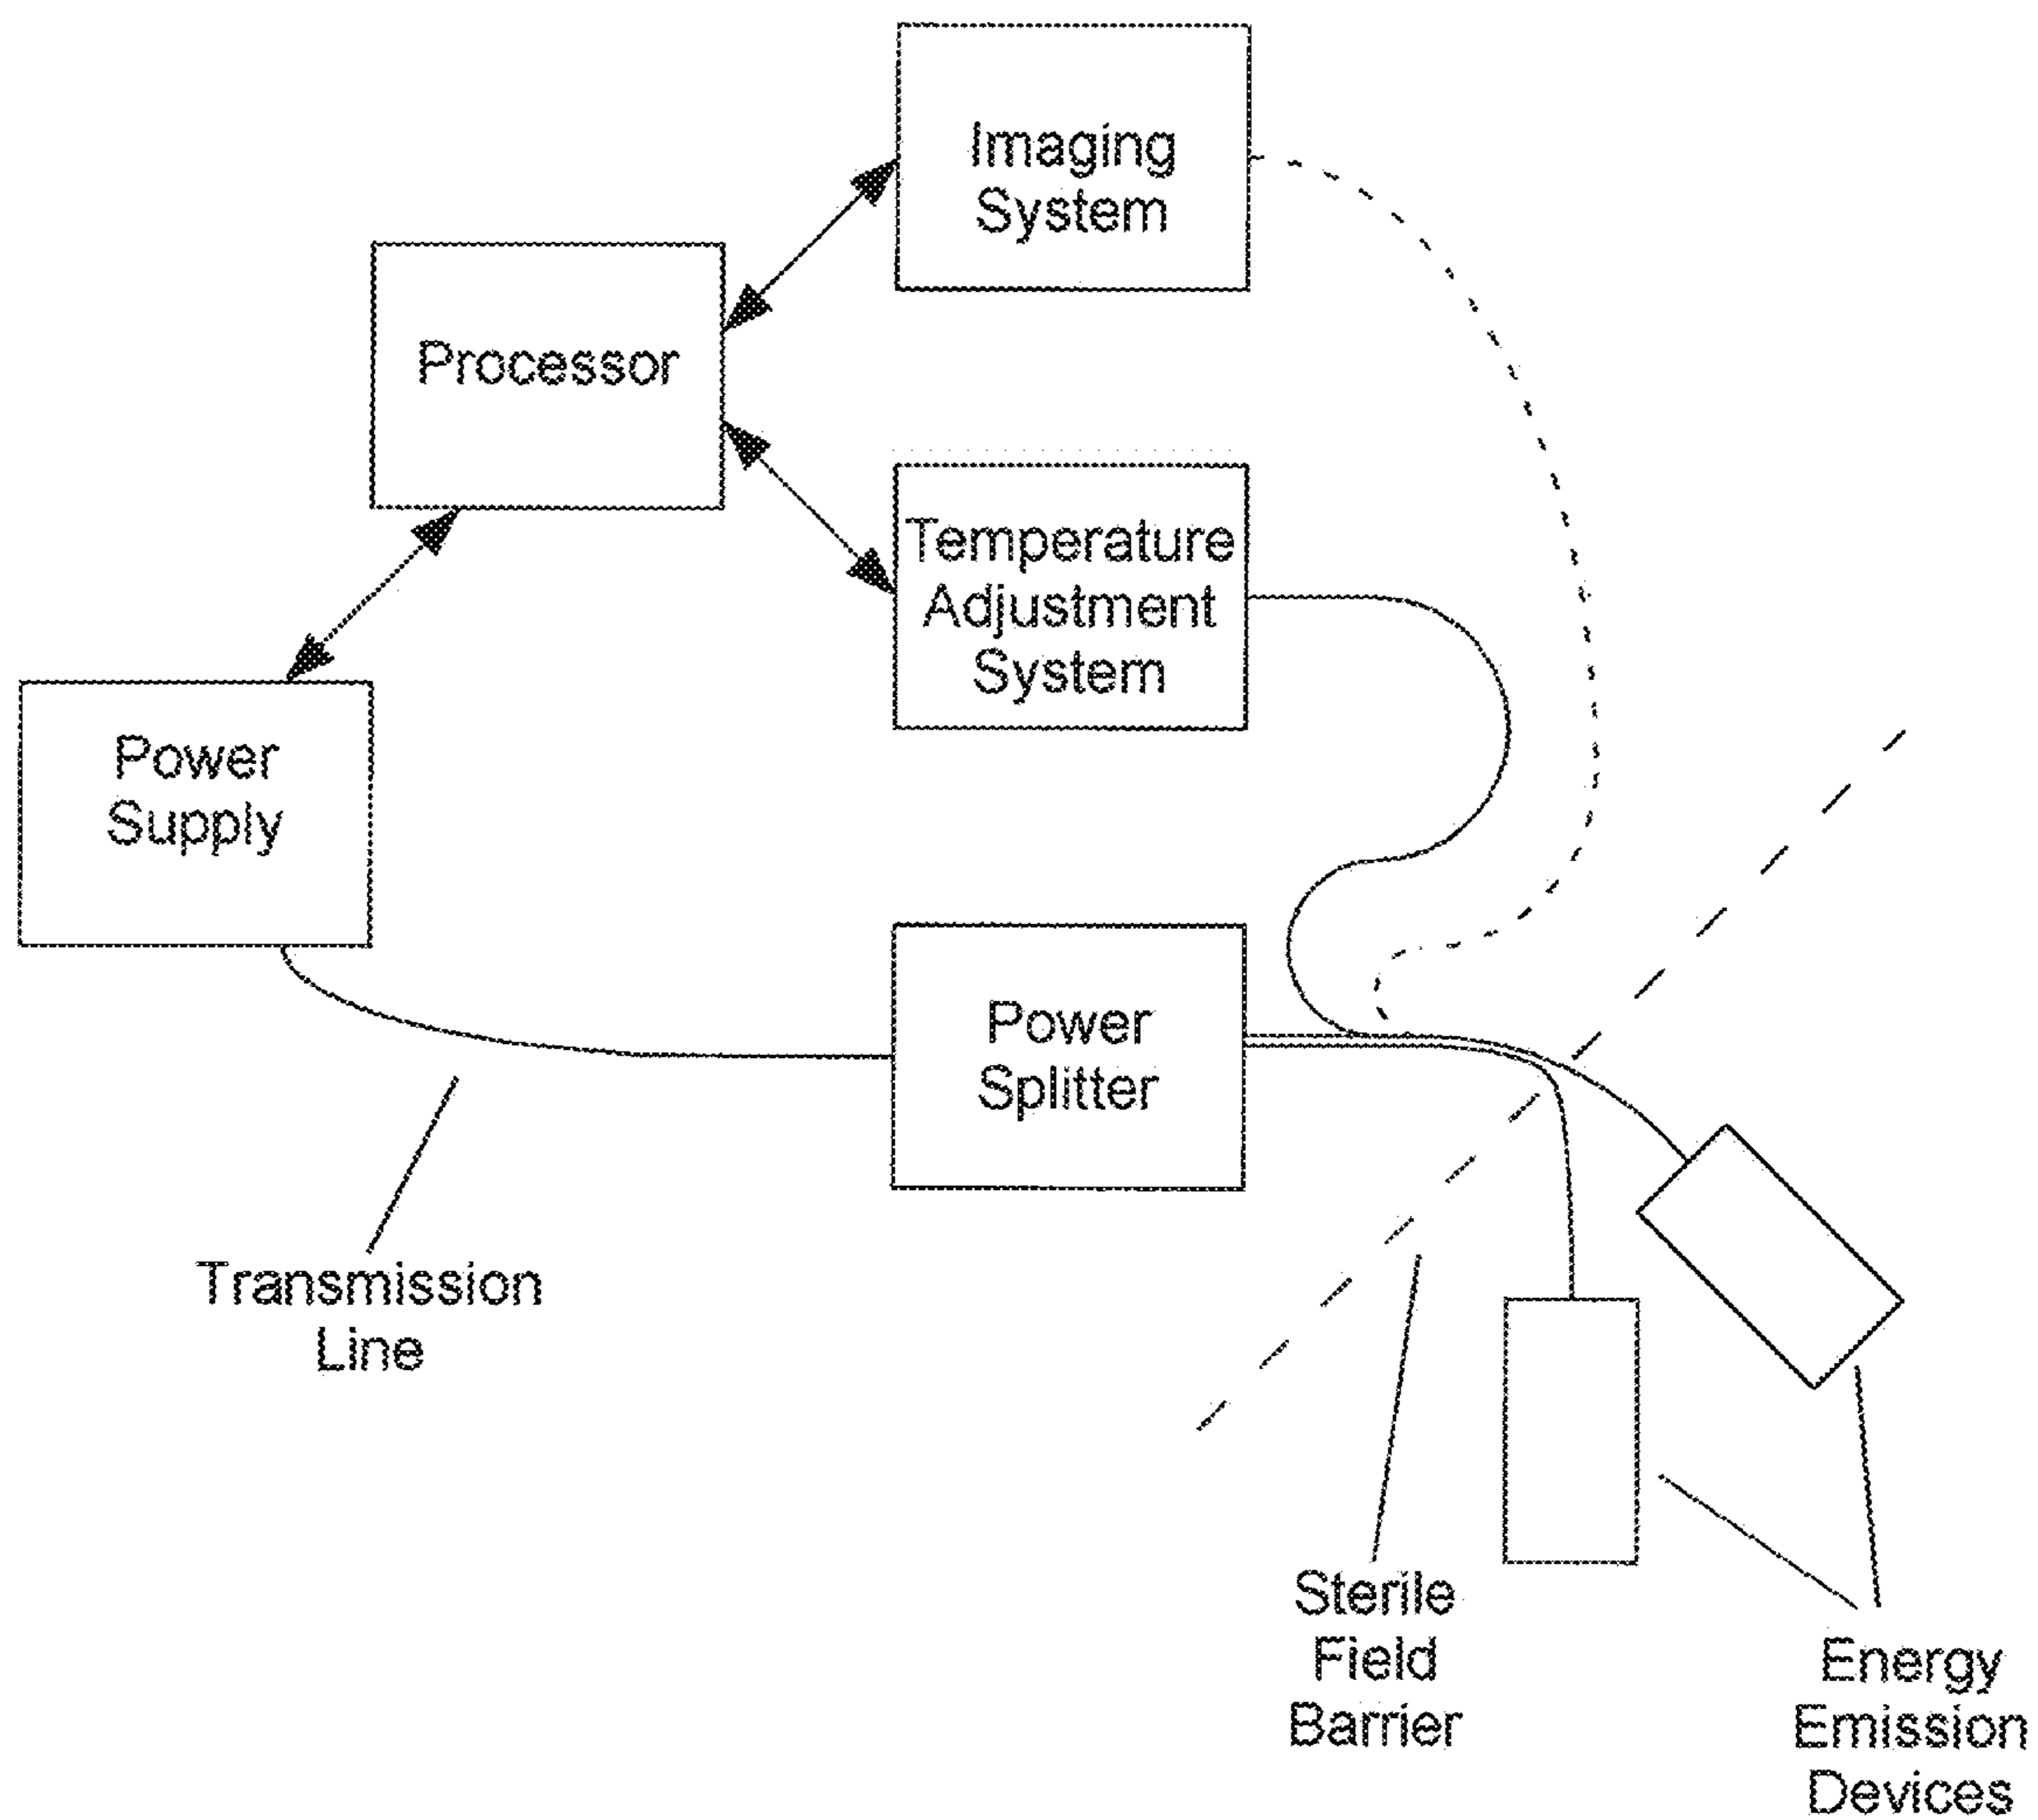 Imaging
System
Processor
Temperature
Adjustment
System
Power
Supply
Power
Splitter
Transmission
Line
Sterile
Field
Barrier
Energy
Emission
Devices